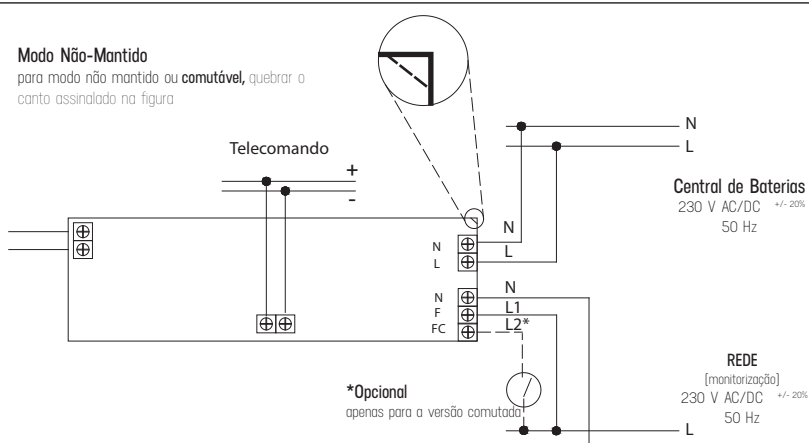 Modo Não-Mantido
para modo não mantido ou comutável, quebrar o
canto assinalado na figura
Telecomando
+
-
N
L
Central de Baterias
230 V AC/DC +/- 20%
50 Hz
N
L
N
L
N
F
FC
N
L1
L2*
*Opcional
apenas para a versão comutada
REDE
[monitorização]
230 V AC/DC +/- 20%
50 Hz
L